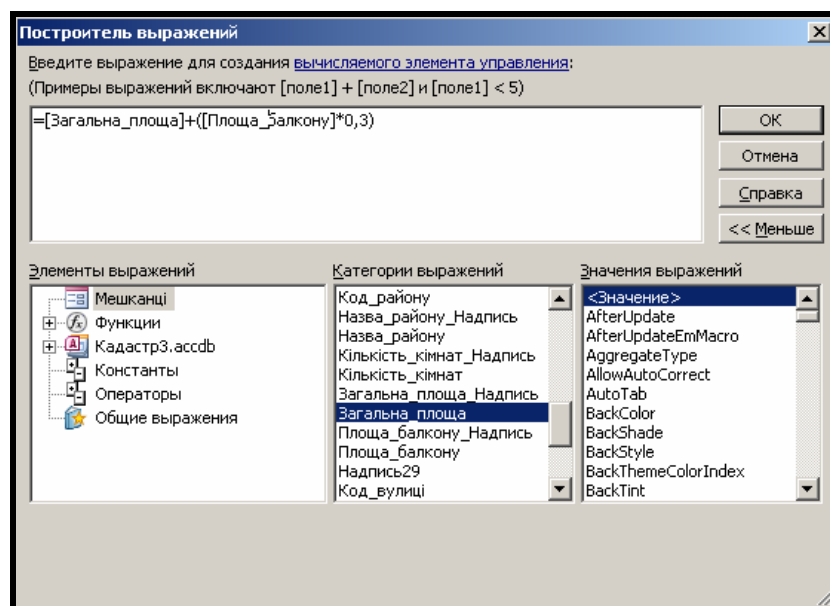 Построитель выражений
Введите выражение для создания вычисляемого элемента управления:
(Примеры выражений включают [поле1] + [поле2] и [поле1] < 5)
=[Загальна_площа]+([Площа_балкону]*0,3)
ОК
Отмена
Справка
<< Меньше
Элементы выражений
Мешканці
Функции
Кадастр3.accdb
Константы
Операторы
Общие выражения
Категории выражений
Код_району
Назва_району_Надпись
Назва_району
Кількість_кімнат_Надпись
Кількість_кімнат
Загальна_площа_Надпись
Загальна_площа
Площа_балкону_Надпись
Площа_балкону
Надпись29
Код_вулиці
Значения выражений
<Значение>
AfterUpdate
AfterUpdateEmMacro
AggregateType
AllowAutoCorrect
AutoTab
BackColor
BackShade
BackStyle
BackThemeColorIndex
BackTint